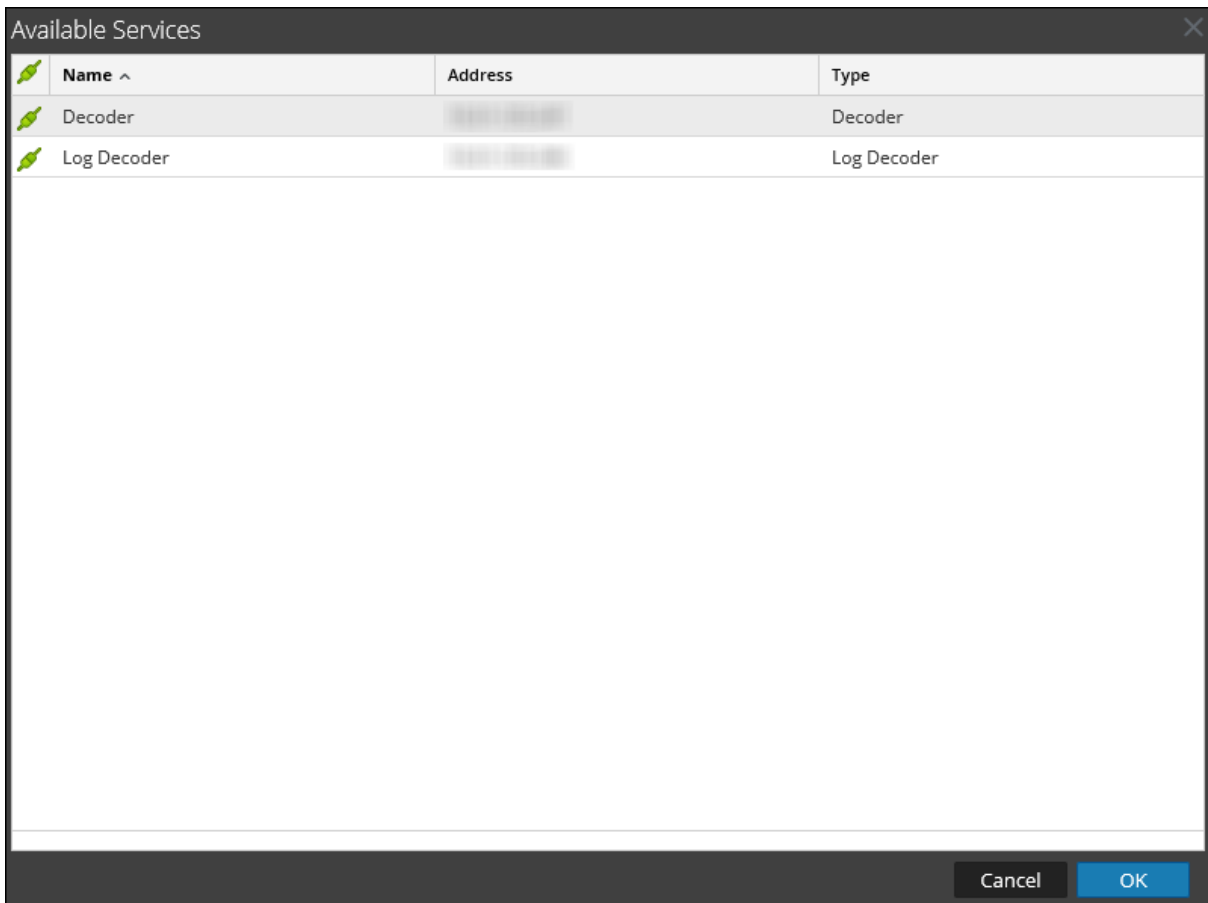 Available Services
Name Address Type
Decoder Decoder
Log Decoder Log Decoder
Cancel OK